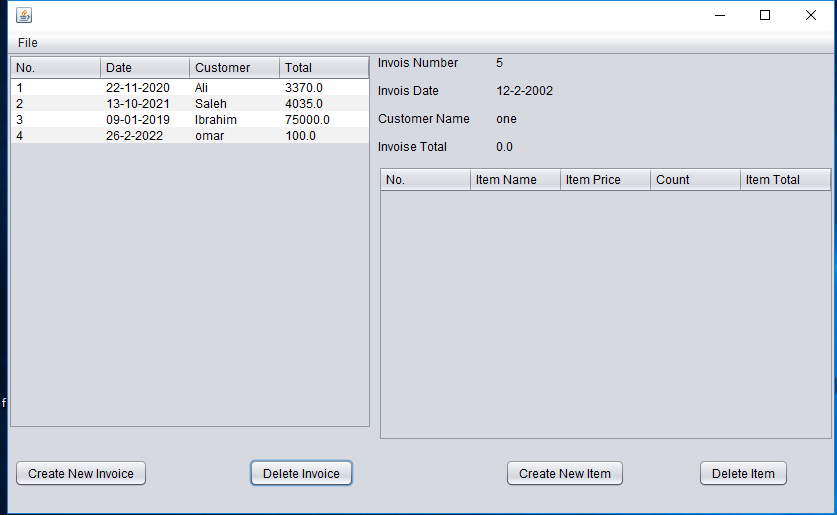 File
No. Date Customer Total
1 22-11-2020 Ali 3370.0
2 13-10-2021 Saleh 4035.0
3 09-01-2019 Ibrahim 75000.0
4 26-2-2022 omar 100.0
Invois Number 5
Invois Date 12-2-2002
Customer Name one
Invoise Total 0.0
No. Item Name Item Price Count Item Total
f
Create New Invoice Delete Invoice Create New Item Delete Item